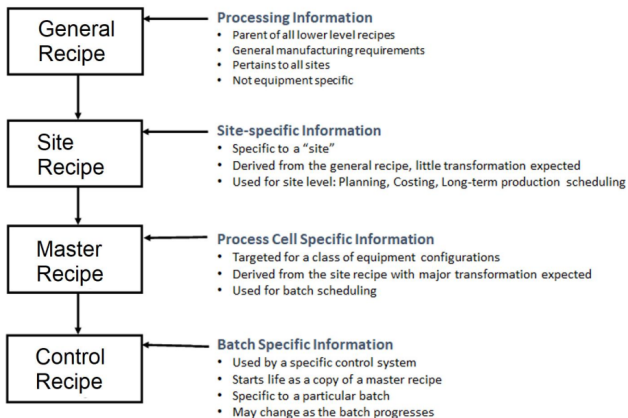 General
Recipe
Processing Information
• Parent of all lower level recipes
• General manufacturing requirements
• Pertains to all sites
• Not equipment specific
Site
Recipe
Site-specific Information
• Specific to a “site”
• Derived from the general recipe, little transformation expected
• Used for site level: Planning, Costing, Long-term production scheduling
Master
Recipe
Process Cell Specific Information
• Targeted for a class of equipment configurations
• Derived from the site recipe with major transformation expected
• Used for batch scheduling
Control
Recipe
Batch Specific Information
• Used by a specific control system
• Starts life as a copy of a master recipe
• Specific to a particular batch
• May change as the batch progresses